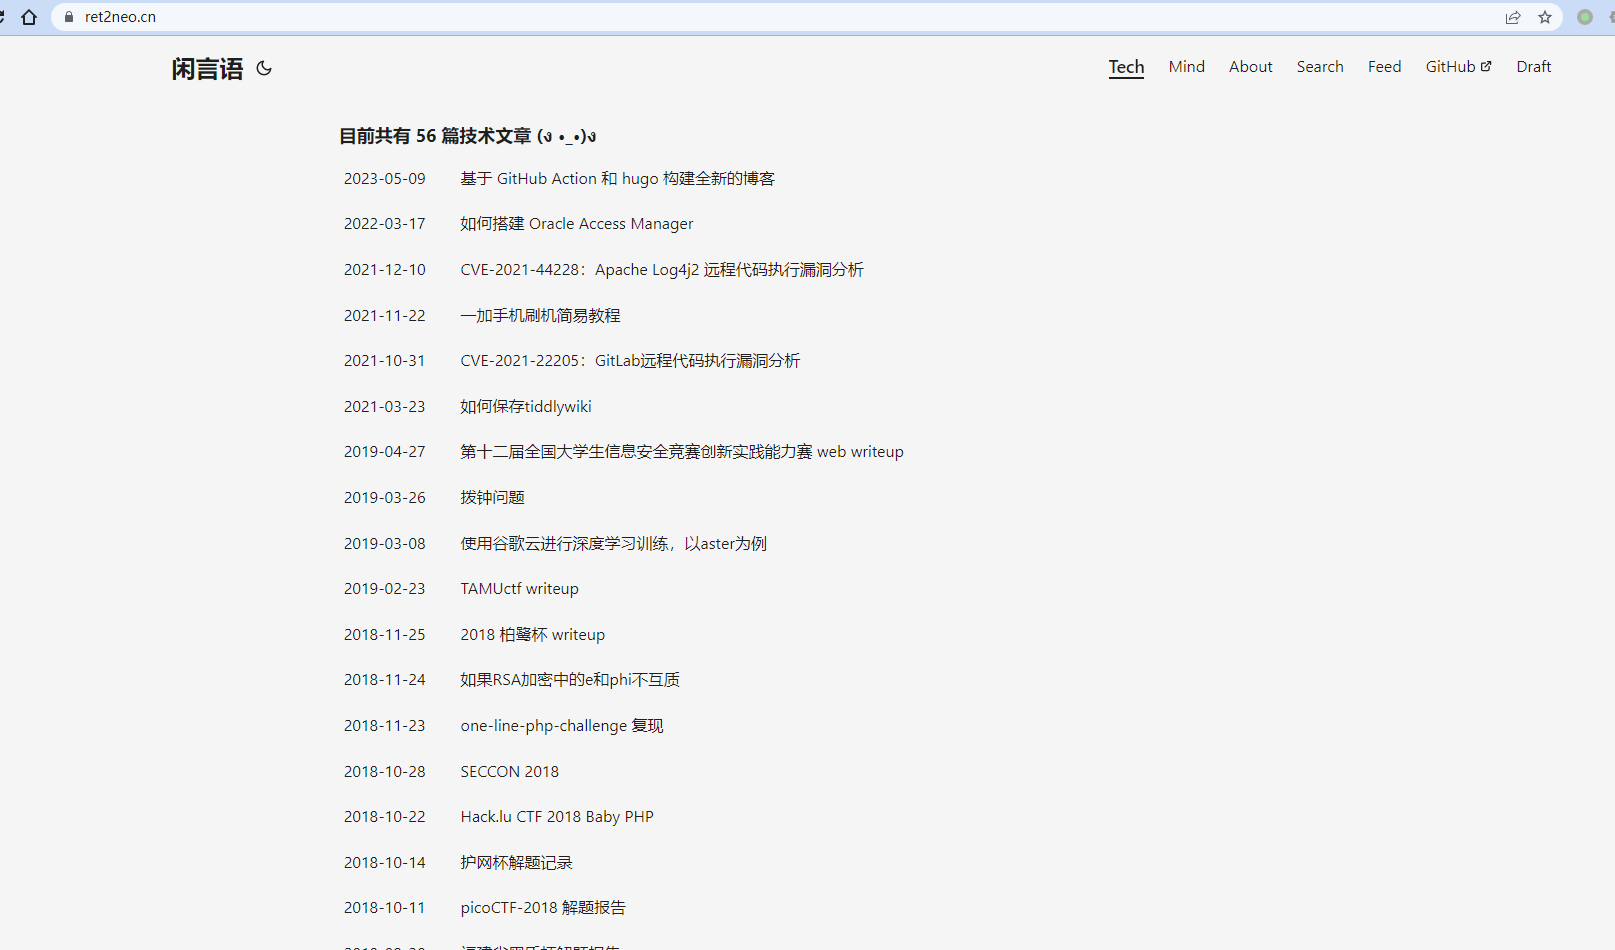 ret2neo.cn
闲言语
Tech Mind About Search Feed GitHub Draft
目前共有 56 篇技术文章 (ง •_•)ง
2023-05-09 基于 GitHub Action 和 hugo 构建全新的博客
2022-03-17 如何搭建 Oracle Access Manager
2021-12-10 CVE-2021-44228：Apache Log4j2 远程代码执行漏洞分析
2021-11-22 一加手机刷机简易教程
2021-10-31 CVE-2021-22205：GitLab远程代码执行漏洞分析
2021-03-23 如何保存tiddlywiki
2019-04-27 第十二届全国大学生信息安全竞赛创新实践能力赛 web writeup
2019-03-26 拨钟问题
2019-03-08 使用谷歌云进行深度学习训练，以aster为例
2019-02-23 TAMUctf writeup
2018-11-25 2018 柏鹭杯 writeup
2018-11-24 如果RSA加密中的e和phi不互质
2018-11-23 one-line-php-challenge 复现
2018-10-28 SECCON 2018
2018-10-22 Hack.lu CTF 2018 Baby PHP
2018-10-14 护网杯解题记录
2018-10-11 picoCTF-2018 解题报告